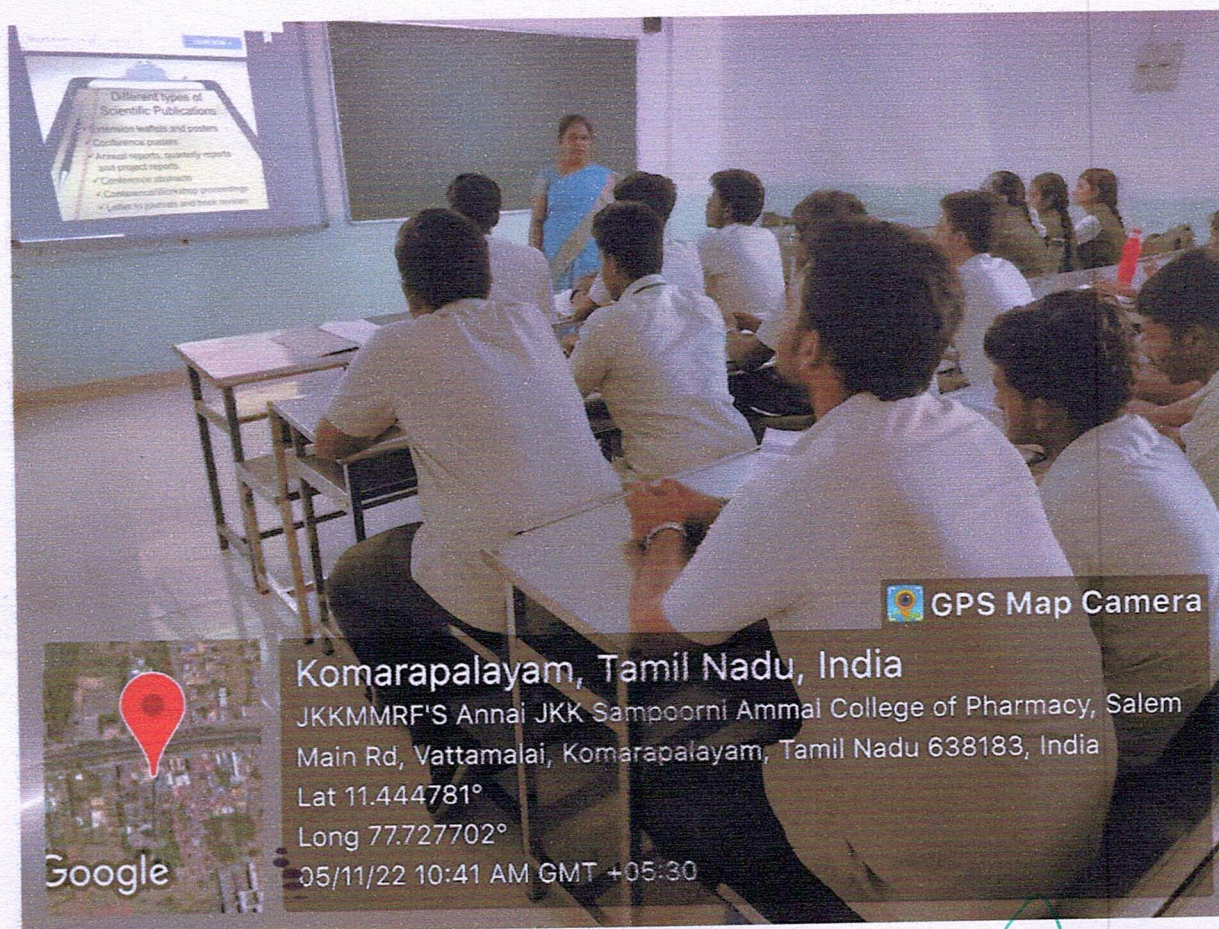 Different types of
Scientific Publications
Extension leaflets and posters
✓Conference posters
✓Annual reports, quarterly reports
and project reports
✓Conference abstracts
✓Conference/Workshop proceedings
✓Letter to journals and book reviews
GPS Map Camera
Komarapalayam, Tamil Nadu, India
JKKMMRF'S Annai JKK Sampoorni Ammal College of Pharmacy, Salem
Main Rd, Vattamalai, Komarapalayam, Tamil Nadu 638183, India
Lat 11.444781°
Long 77.727702°
05/11/22 10:41 AM GMT +05:30
Google